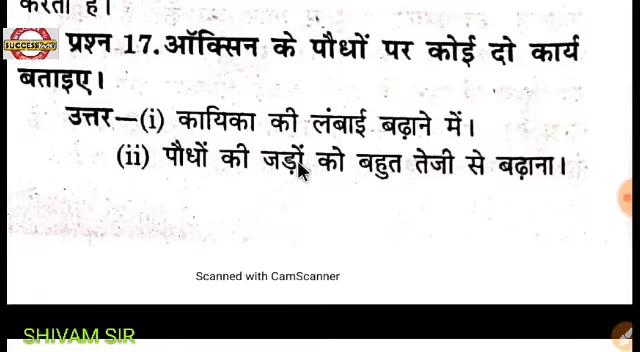 करता है।
SUCCESS
प्रश्न 17. ऑक्सिन के पौधों पर कोई दो कार्य
बताइए।
उत्तर—(i) कायिका की लंबाई बढ़ाने में।
(ii) पौधों की जड़ों को बहुत तेजी से बढ़ाना।
Scanned with CamScanner
SHIVAM SIR